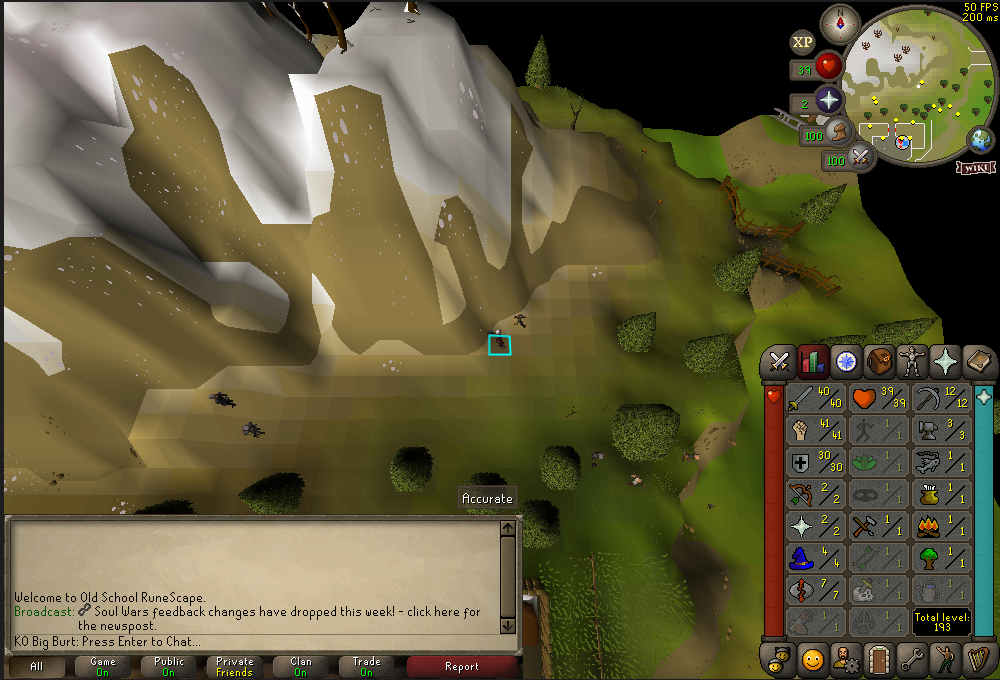 50 FPS
200 ms
N
XP
39
2
100
100
WIKI
Accurate
40/40
39/39
12/12
41/41
1/1
3/3
30/30
1/1
1/1
2/2
1/1
1/1
2/2
1/1
1/1
4/4
1/1
1/1
7/7
1/1
1/1
1/1
1/1
Total level:
193
Welcome to Old School RuneScape.
Broadcast: Soul Wars feedback changes have dropped this week! - click here for
the newspost.
KO Big Burt: Press Enter to Chat...
All
Game
On
Public
On
Private
Friends
Clan
On
Trade
On
Report